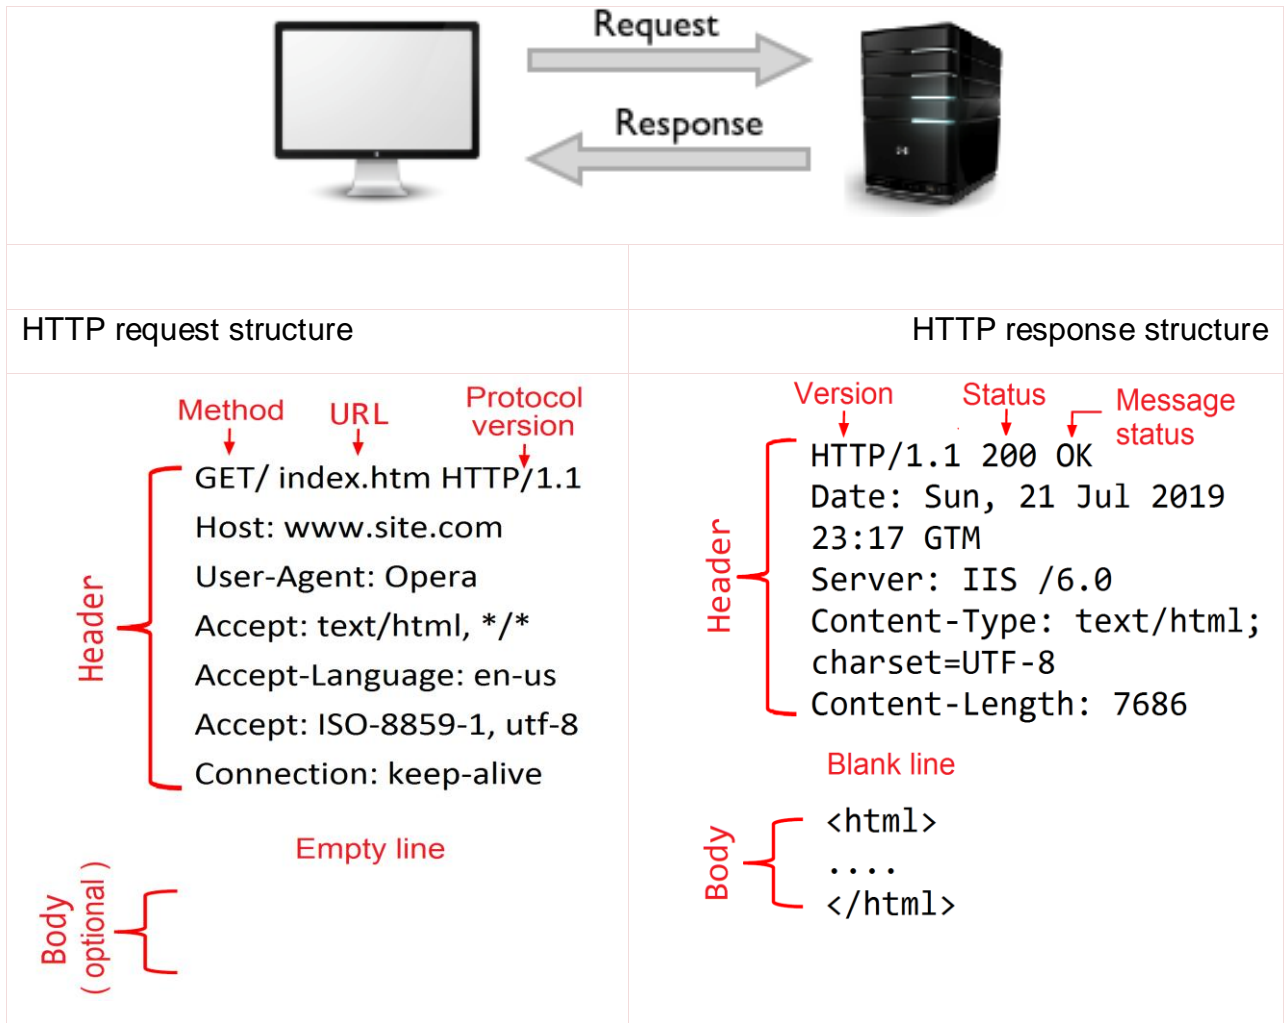 Request
Response
HTTP request structure
HTTP response structure
Method
URL
Protocol
version
GET/ index.htm HTTP/1.1
Host: www.site.com
User-Agent: Opera
Accept: text/html, */*
Accept-Language: en-us
Accept: ISO-8859-1, utf-8
Connection: keep-alive
Header
Empty line
Body
( optional )
Version
Status
Message
status
HTTP/1.1 200 OK
Date: Sun, 21 Jul 2019
23:17 GTM
Server: IIS /6.0
Content-Type: text/html;
charset=UTF-8
Content-Length: 7686
Header
Blank line
<html>
....
</html>
Body